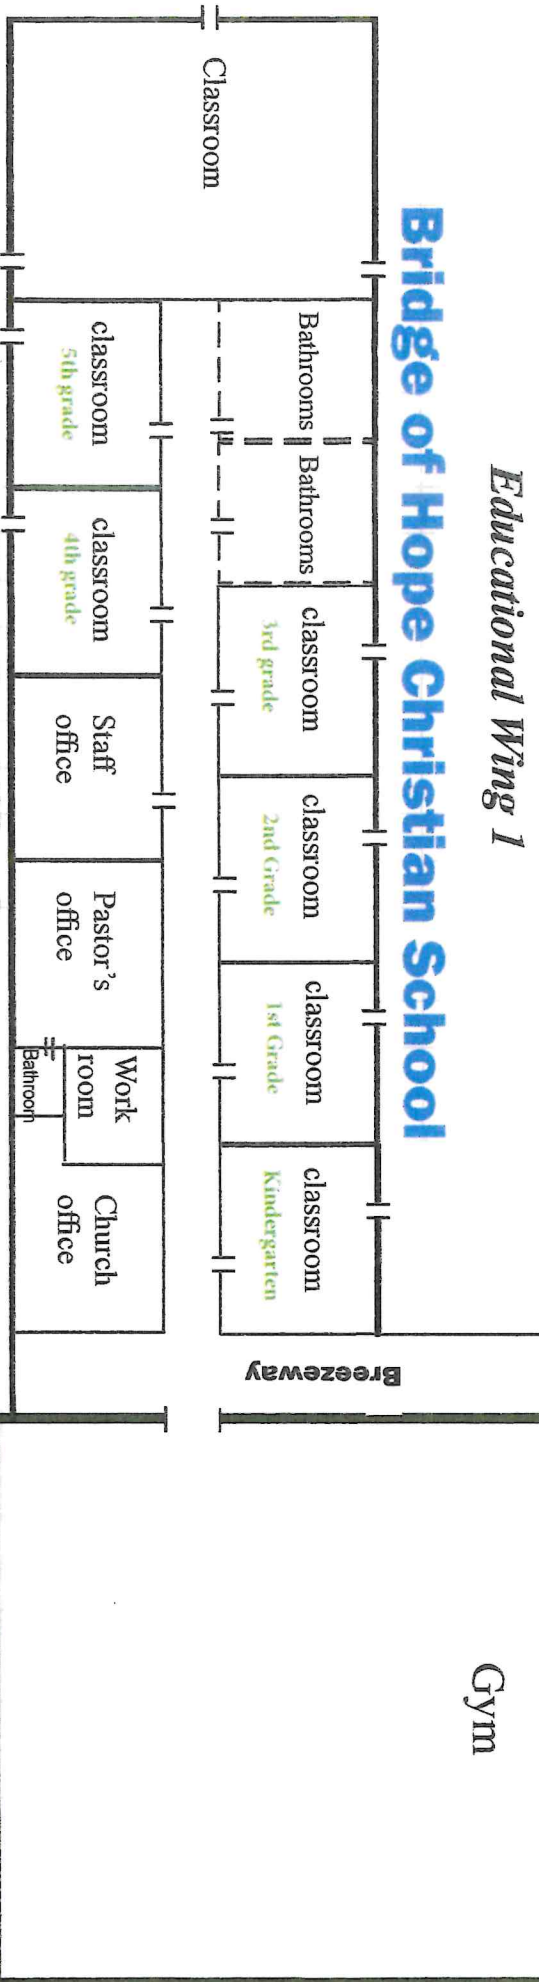 Educational Wing 1
Bridge of Hope Christian School
Classroom
Bathrooms
Bathrooms
classroom
3rd grade
classroom
2nd Grade
classroom
1st Grade
classroom
Kindergarten
Breezeway
Gym
classroom
5th grade
classroom
4th grade
Staff
office
Pastor's
office
Work
room
Bathroom
Church
office